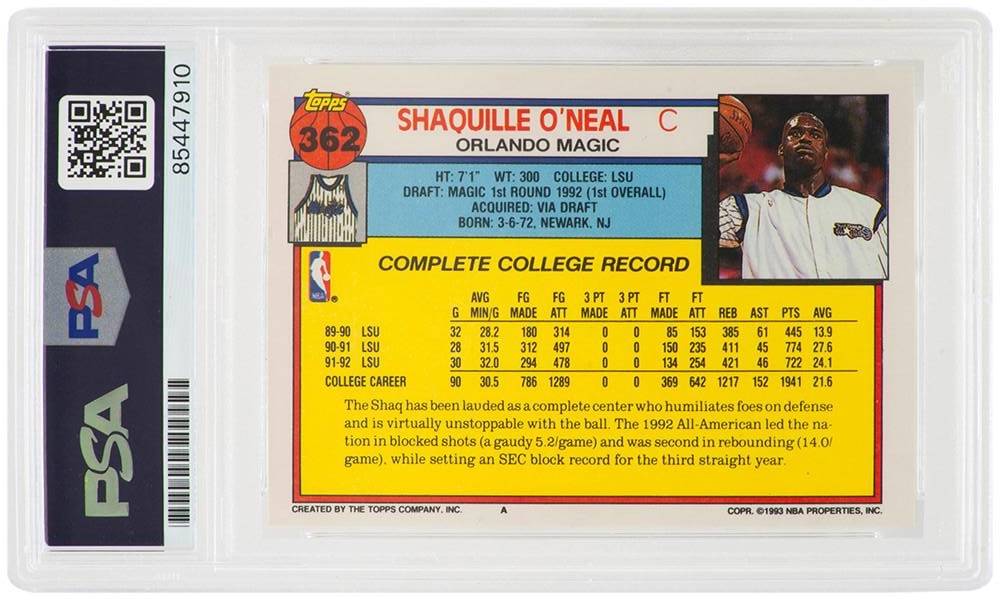 85447910
PSA
PSA
Topps
362
SHAQUILLE O'NEAL C
ORLANDO MAGIC
HT: 7'1" WT: 300 COLLEGE: LSU
DRAFT: MAGIC 1st ROUND 1992 (1st OVERALL)
ACQUIRED: VIA DRAFT
BORN: 3-6-72, NEWARK, NJ
NBA
COMPLETE COLLEGE RECORD
AVG FG FG 3 PT 3 PT FT FT
G MIN/G MADE ATT MADE ATT MADE ATT REB AST PTS AVG
89-90 LSU 32 28.2 180 314 0 0 85 153 385 61 445 13.9
90-91 LSU 28 31.5 312 497 0 0 150 235 411 45 774 27.6
91-92 LSU 30 32.0 294 478 0 0 134 254 421 46 722 24.1
COLLEGE CAREER 90 30.5 786 1289 0 0 369 642 1217 152 1941 21.6
The Shaq has been lauded as a complete center who humiliates foes on defense
and is virtually unstoppable with the ball. The 1992 All-American led the na-
tion in blocked shots (a gaudy 5.2/game) and was second in rebounding (14.0/
game), while setting an SEC block record for the third straight year.
CREATED BY THE TOPPS COMPANY, INC. A COPR. ©1993 NBA PROPERTIES, INC.